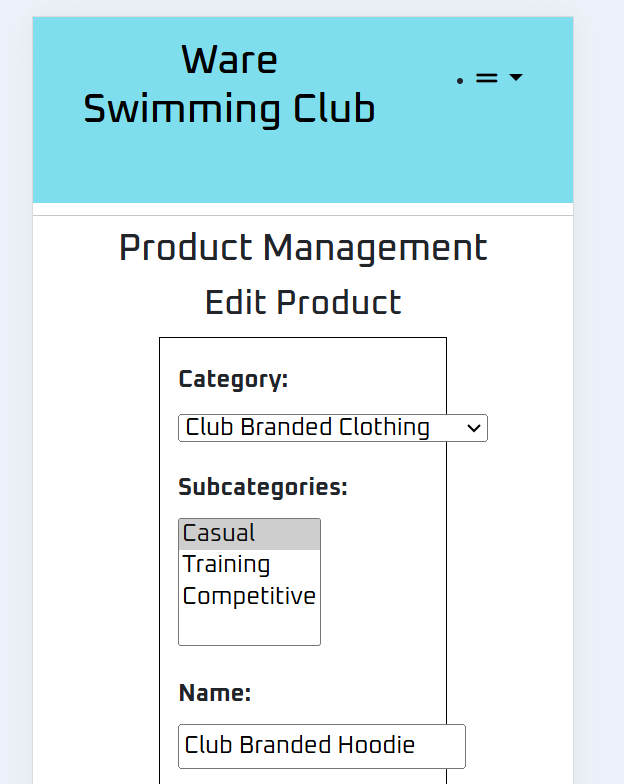 Ware
Swimming Club
Product Management
Edit Product
Category:
Club Branded Clothing
Subcategories:
Casual
Training
Competitive
Name:
Club Branded Hoodie